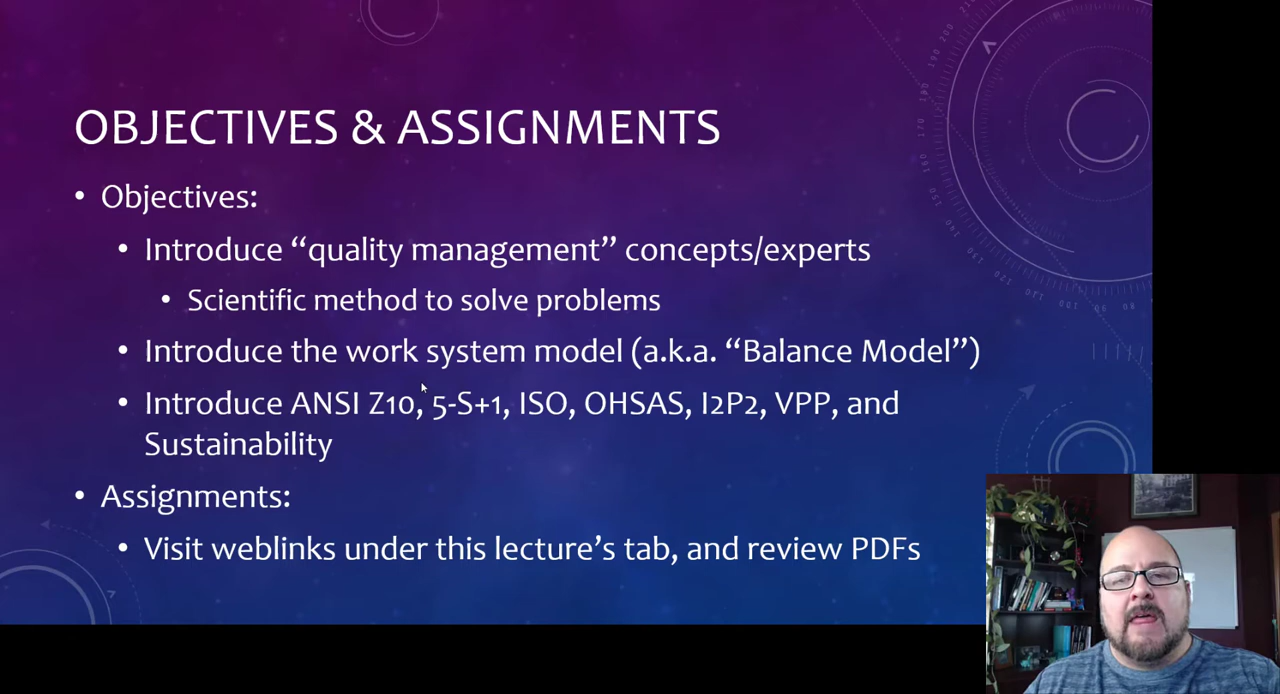 OBJECTIVES & ASSIGNMENTS
• Objectives:
• Introduce “quality management” concepts/experts
• Scientific method to solve problems
• Introduce the work system model (a.k.a. “Balance Model”)
• Introduce ANSI Z10, 5-S+1, ISO, OHSAS, I2P2, VPP, and
Sustainability
• Assignments:
• Visit weblinks under this lecture’s tab, and review PDFs